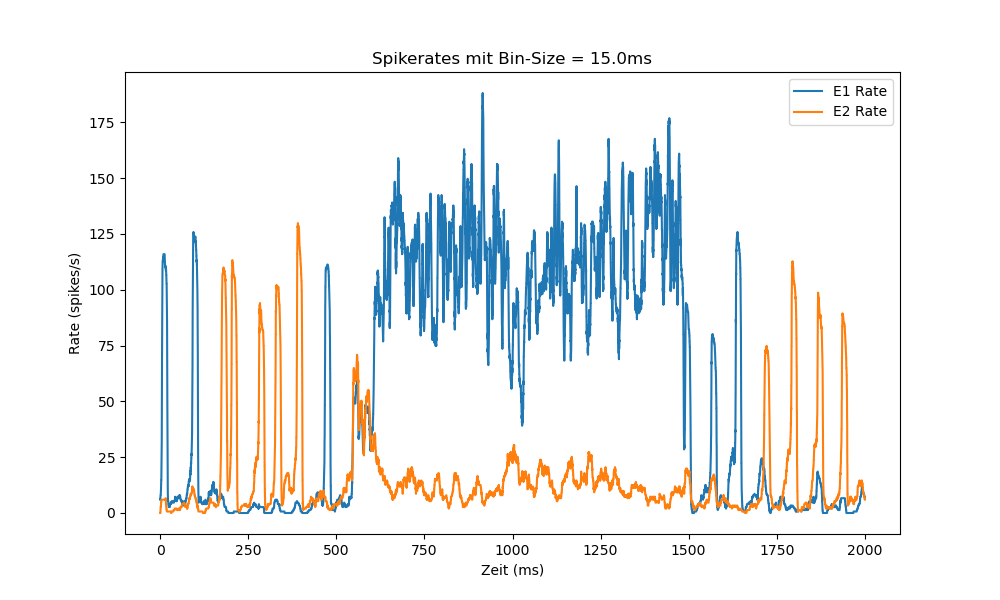 Spikerates mit Bin-Size = 15.0ms
E1 Rate
E2 Rate
Rate (spikes/s)
175
150
125
100
75
50
25
0
0 250 500 750 1000 1250 1500 1750 2000
Zeit (ms)